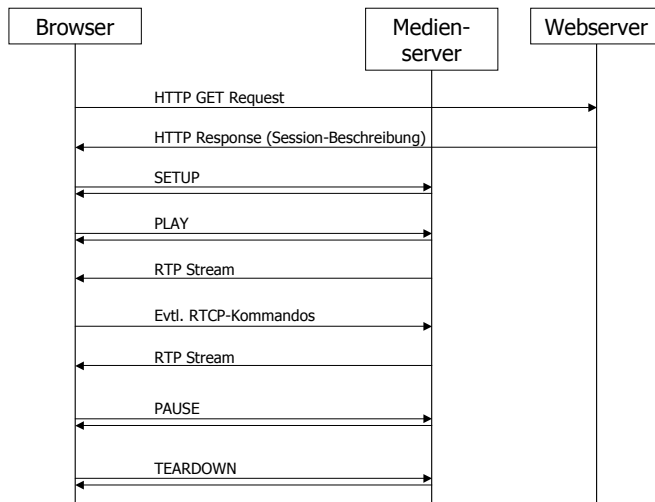 Browser
Medien-
server
Webserver
HTTP GET Request
HTTP Response (Session-Beschreibung)
SETUP
PLAY
RTP Stream
Evtl. RTCP-Kommandos
RTP Stream
PAUSE
TEARDOWN